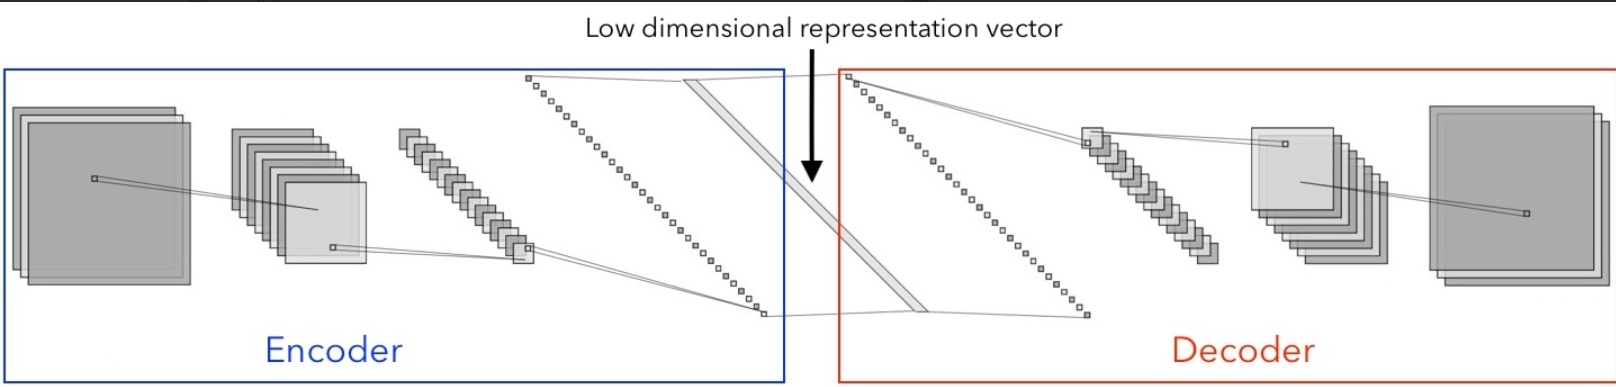 Low dimensional representation vector
Encoder
Decoder